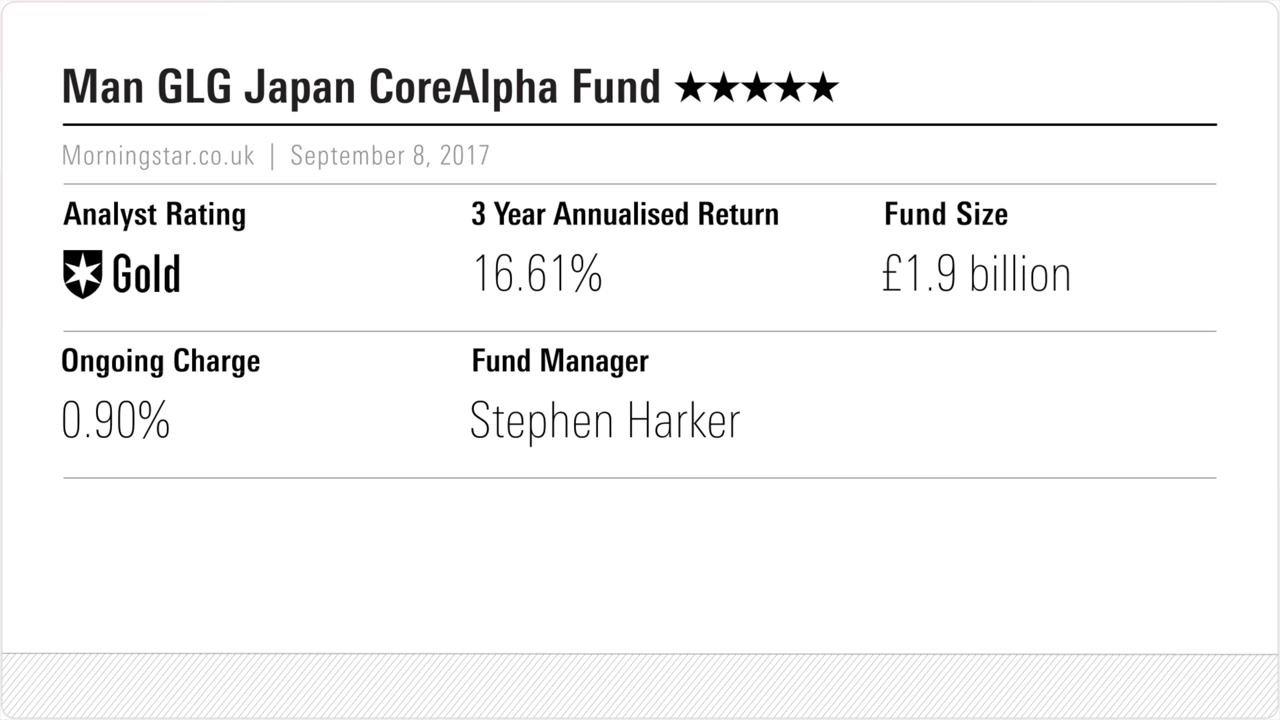 Man GLG Japan CoreAlpha Fund ★★★★★
Morningstar.co.uk | September 8, 2017
Analyst Rating
Gold
3 Year Annualised Return
16.61%
Fund Size
£1.9 billion
Ongoing Charge
0.90%
Fund Manager
Stephen Harker